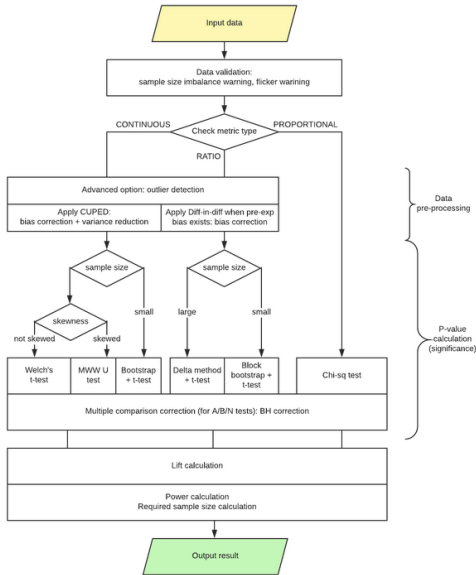 Input data
Data validation:
sample size imbalance warning, flicker warining
Check metric type
CONTINUOUS
PROPORTIONAL
RATIO
Advanced option: outlier detection
Apply CUPED:
bias correction + variance reduction
Apply Diff-in-diff when pre-exp
bias exists: bias correction
Data
pre-processing
sample size
sample size
skewness
small
large
small
not skewed
skewed
P-value
calculation
(significance)
Welch's
t-test
MWW U
test
Bootstrap
+ t-test
Delta method
+ t-test
Block
bootstrap +
t-test
Chi-sq test
Multiple comparison correction (for A/B/N tests): BH correction
Lift calculation
Power calculation
Required sample size calculation
Output result